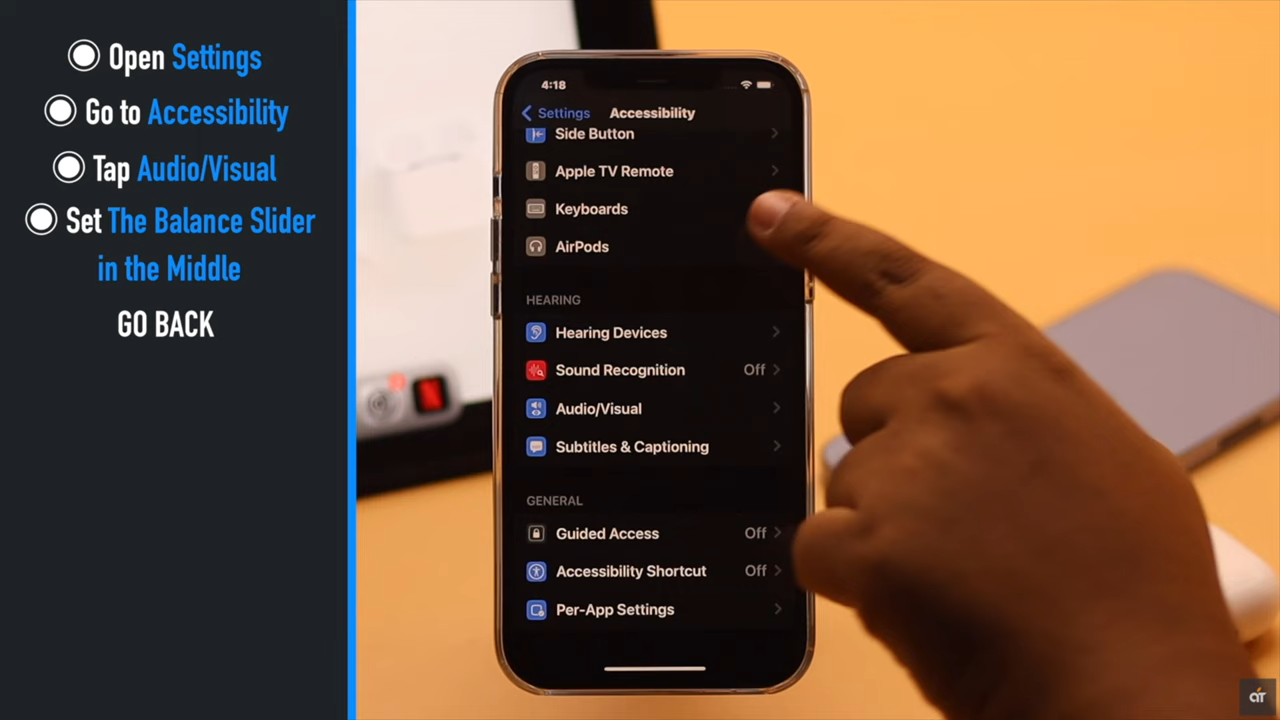 Open Settings
Go to Accessibility
Tap Audio/Visual
Set The Balance Slider
in the Middle
GO BACK
4:18
Settings
Accessibility
Side Button
Apple TV Remote
Keyboards
AirPods
HEARING
Hearing Devices
Sound Recognition Off
Audio/Visual
Subtitles & Captioning
GENERAL
Guided Access Off
Accessibility Shortcut Off
Per-App Settings